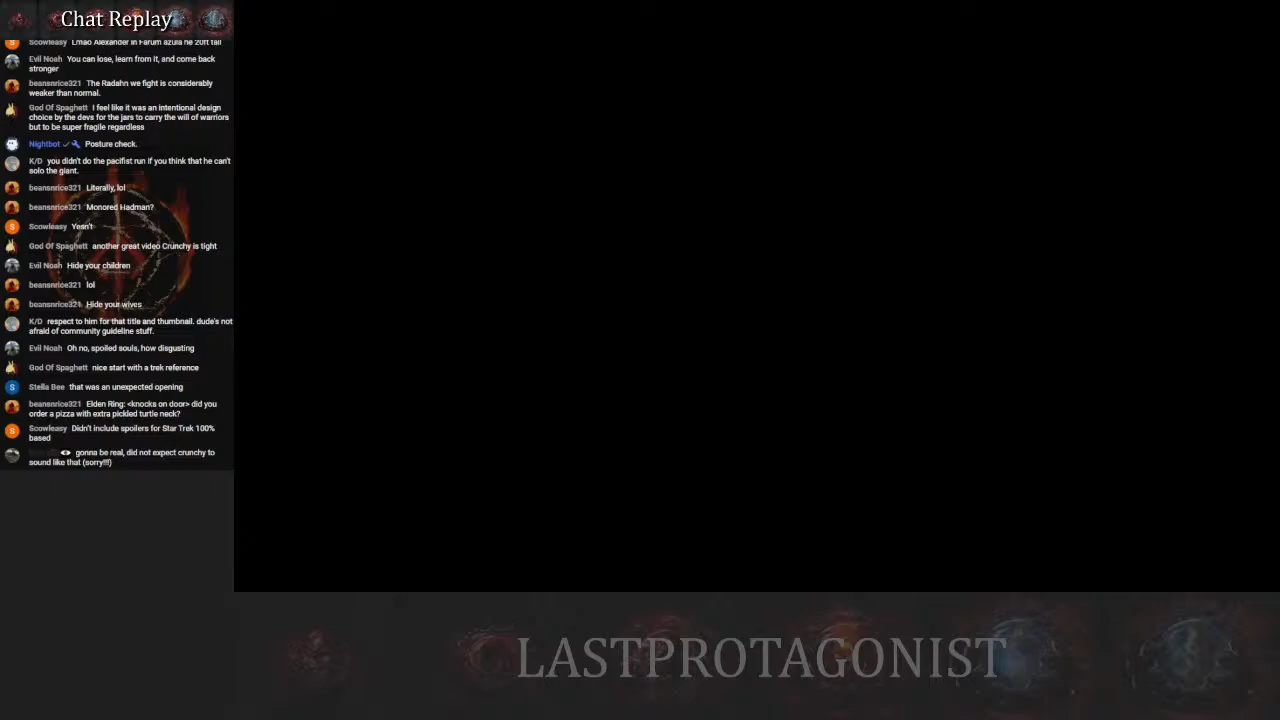 Chat Replay
Scowleasy Lmao Alexander in Farum azula he 20ft tall
Evil Noah You can lose, learn from it, and come back
stronger
beansnrice321 The Radahn we fight is considerably
weaker than normal.
God Of Spaghett I feel like it was an intentional design
choice by the devs for the jars to carry the will of warriors
but to be super fragile regardless
Nightbot Posture check.
K/D you didn't do the pacifist run if you think that he can't
solo the giant.
beansnrice321 Literally, lol
beansnrice321 Monored Hadman?
S Scowleasy Yesn't
God Of Spaghett another great video Crunchy is tight
Evil Noah Hide your children
beansnrice321 lol
beansnrice321 Hide your wives
K/D respect to him for that title and thumbnail. dude's not
afraid of community guideline stuff.
Evil Noah Oh no, spoiled souls, how disgusting
God Of Spaghett nice start with a trek reference
S Stella Bee that was an unexpected opening
beansnrice321 Elden Ring: <knocks on door> did you
order a pizza with extra pickled turtle neck?
S Scowleasy Didn't include spoilers for Star Trek 100%
based
gonna be real, did not expect crunchy to
sound like that (sorry!!!)
LASTPROTAGONIST